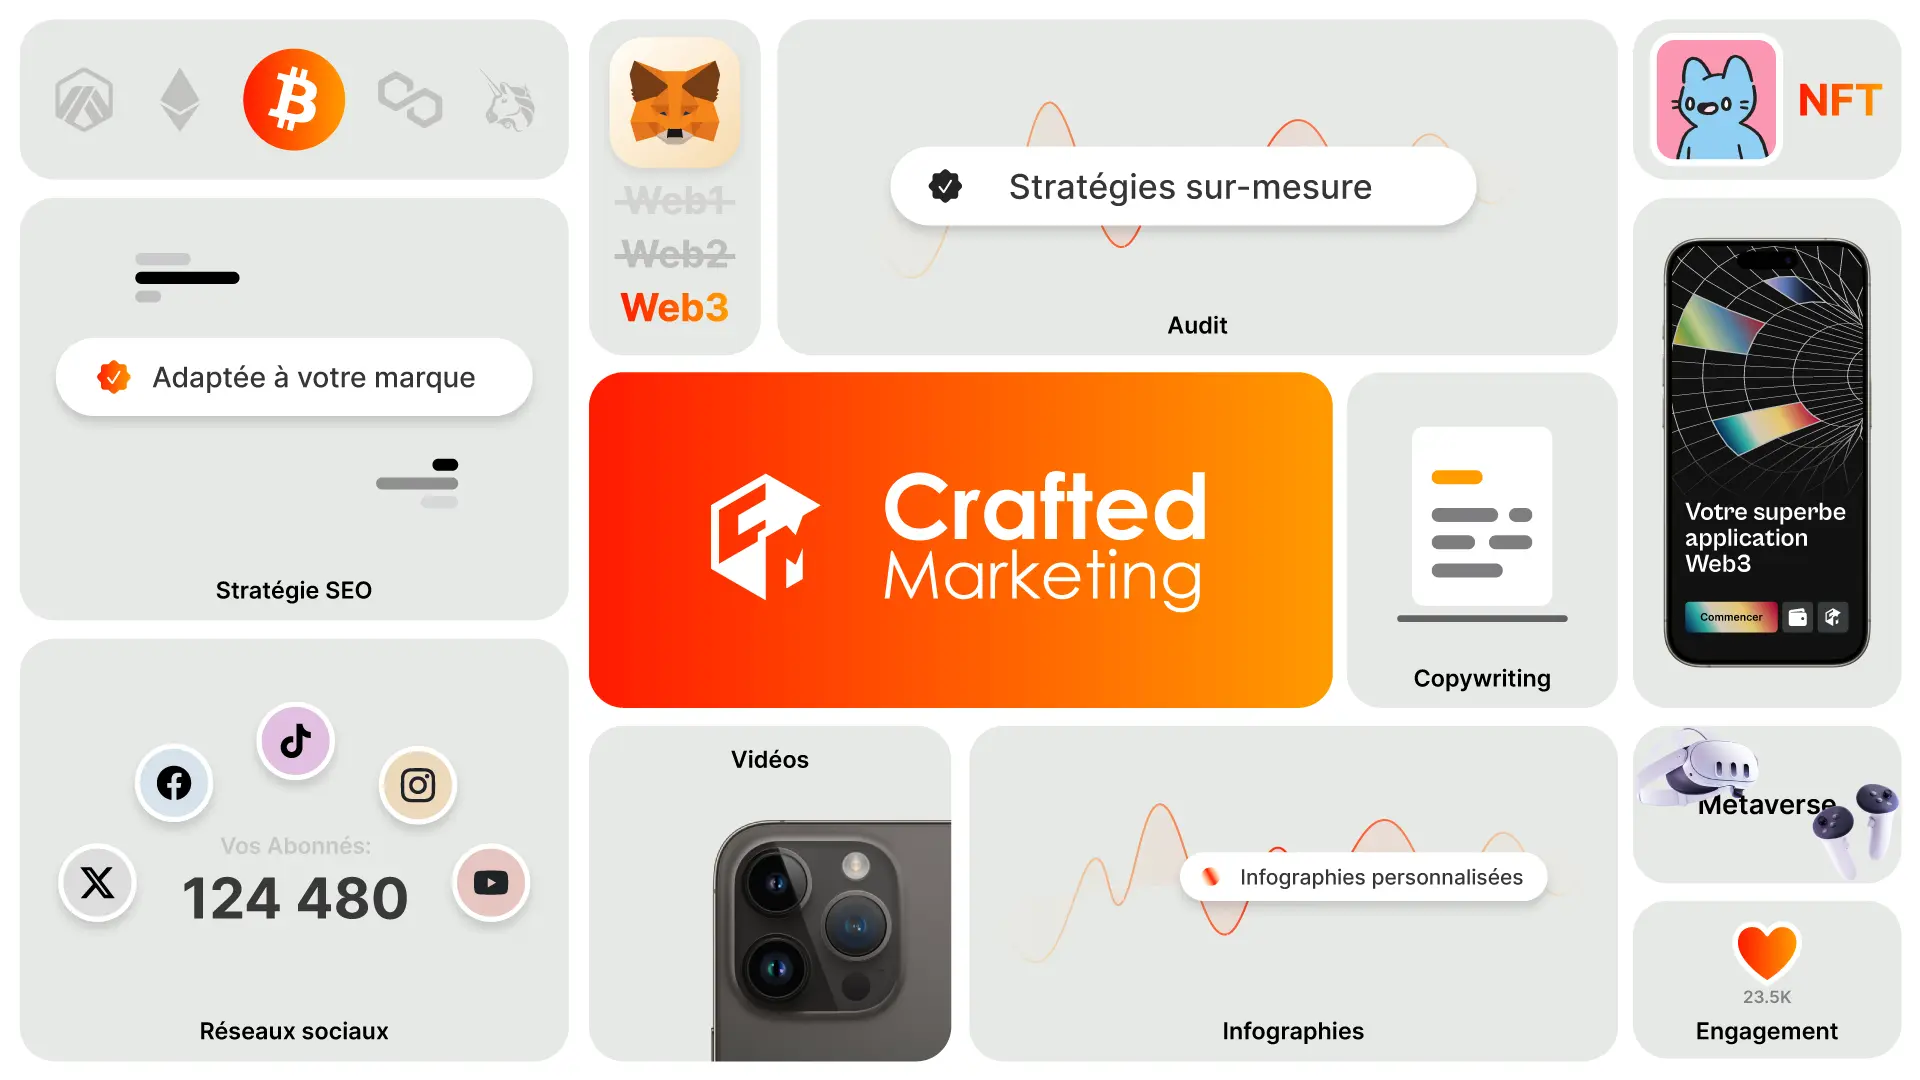 Web1
Web2
Web3
Stratégies sur-mesure
Audit
NFT
Adaptée à votre marque
Stratégie SEO
Crafted
Marketing
Copywriting
Votre superbe
application
Web3
Commencer
Vos Abonnés:
124 480
Réseaux sociaux
Vidéos
Infographies personnalisées
Infographies
Metaverse
23.5K
Engagement